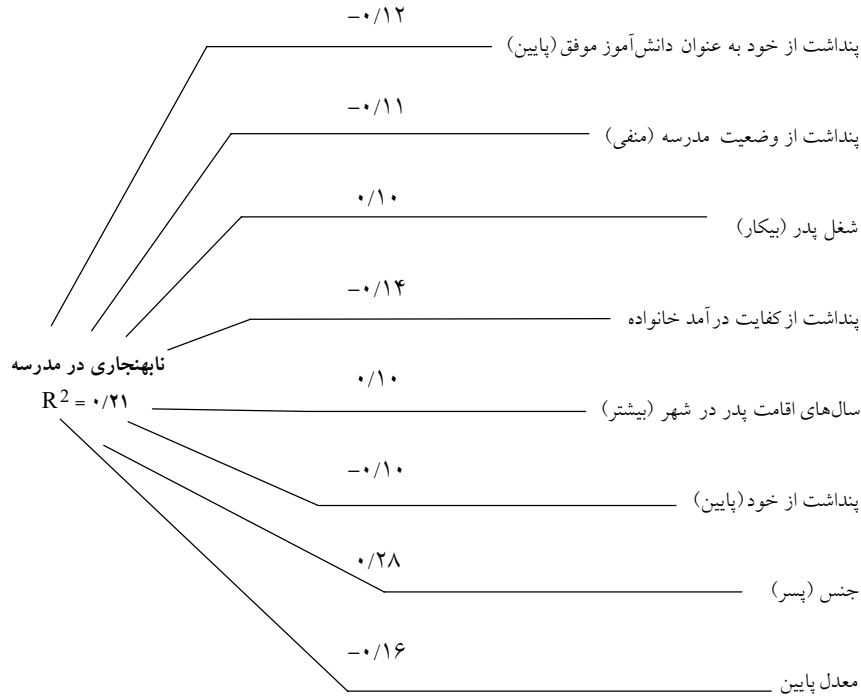 −۰/۱۲
پنداشت از خود به عنوان دانش‌آموز موفق (پایین)
−۰/۱۱
پنداشت از وضعیت مدرسه (منفی)
۰/۱۰
شغل پدر (بیکار)
−۰/۱۴
پنداشت از کفایت درآمد خانواده
نابهنجاری در مدرسه
R2 = ۰/۲۱
۰/۱۰
سال‌های اقامت پدر در شهر (بیشتر)
−۰/۱۰
پنداشت از خود (پایین)
۰/۲۸
جنس (پسر)
−۰/۱۶
معدل پایین